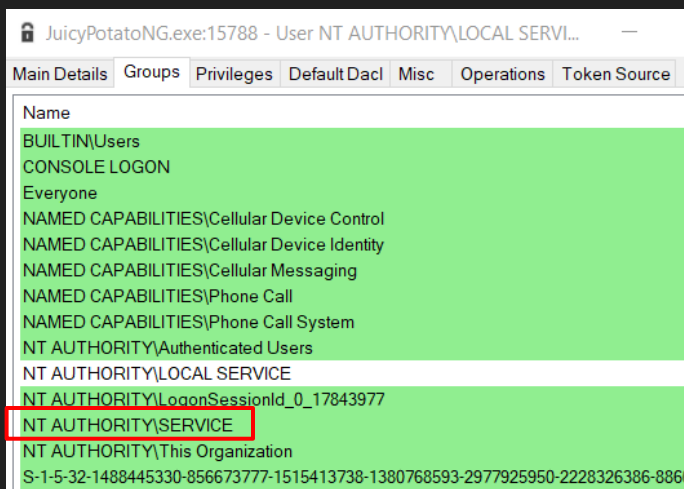 JuicyPotatoNG.exe:15788 - User NT AUTHORITY\LOCAL SERVI...
Main Details Groups Privileges Default Dacl Misc Operations Token Source
Name
BUILTIN\Users
CONSOLE LOGON
Everyone
NAMED CAPABILITIES\Cellular Device Control
NAMED CAPABILITIES\Cellular Device Identity
NAMED CAPABILITIES\Cellular Messaging
NAMED CAPABILITIES\Phone Call
NAMED CAPABILITIES\Phone Call System
NT AUTHORITY\Authenticated Users
NT AUTHORITY\LOCAL SERVICE
NT AUTHORITY\LogonSessionId_0_17843977
NT AUTHORITY\SERVICE
NT AUTHORITY\This Organization
S-1-5-32-1488445330-856673777-1515413738-1380768593-2977925950-2228326386-886